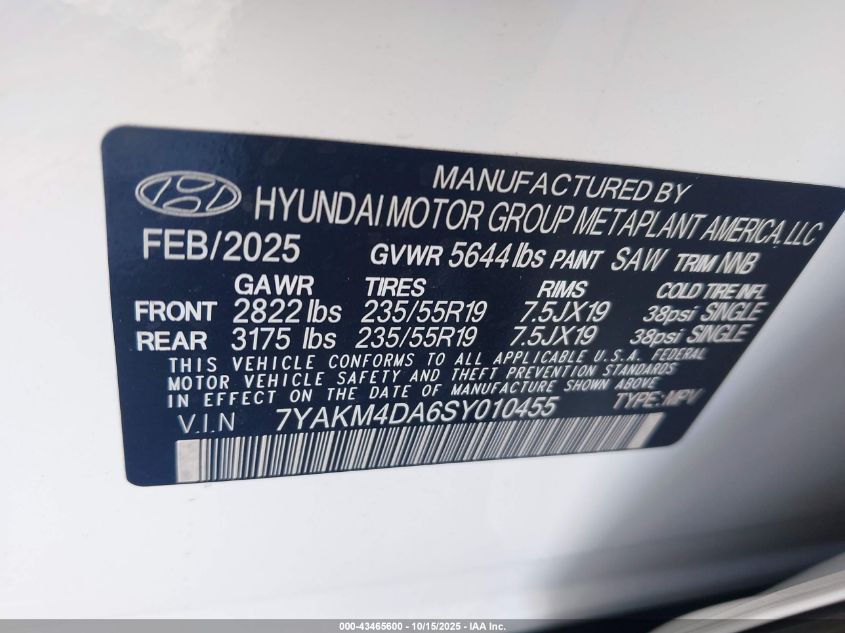 MANUFACTURED BY
HYUNDAI MOTOR GROUP METAPLANT AMERICA, LLC
FEB/2025 GVWR 5644 lbs PAINT SAW TRIM NNB
GAWR TIRES RIMS COLD TIRE INFL
FRONT 2822 lbs 235/55R19 7.5JX19 38psi SINGLE
REAR 3175 lbs 235/55R19 7.5JX19 38psi SINGLE
THIS VEHICLE CONFORMS TO ALL APPLICABLE U.S.A. FEDERAL
MOTOR VEHICLE SAFETY AND THEFT PREVENTION STANDARDS
IN EFFECT ON THE DATE OF MANUFACTURE SHOWN ABOVE
V.I.N 7YAKM4DA6SY010455 TYPE:MPV
000-43465600 - 10/15/2025 - IAA Inc.